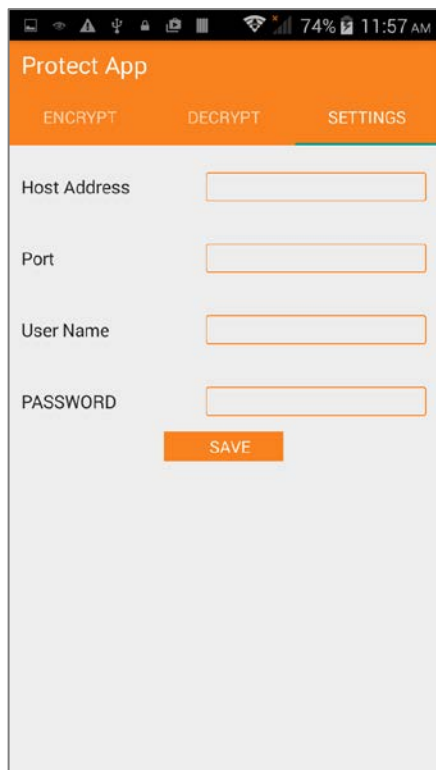 74% 11:57 AM
Protect App
ENCRYPT DECRYPT SETTINGS
Host Address
Port
User Name
PASSWORD
SAVE